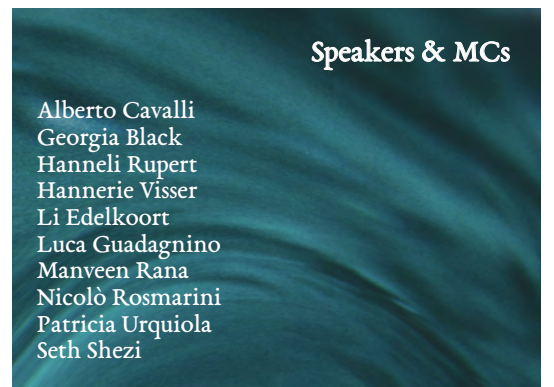 Speakers & MCs
Alberto Cavalli
Georgia Black
Hanneli Rupert
Hannerie Visser
Li Edelkoort
Luca Guadagnino
Manveen Rana
Nicolò Rosmarini
Patricia Urquiola
Seth Shezi